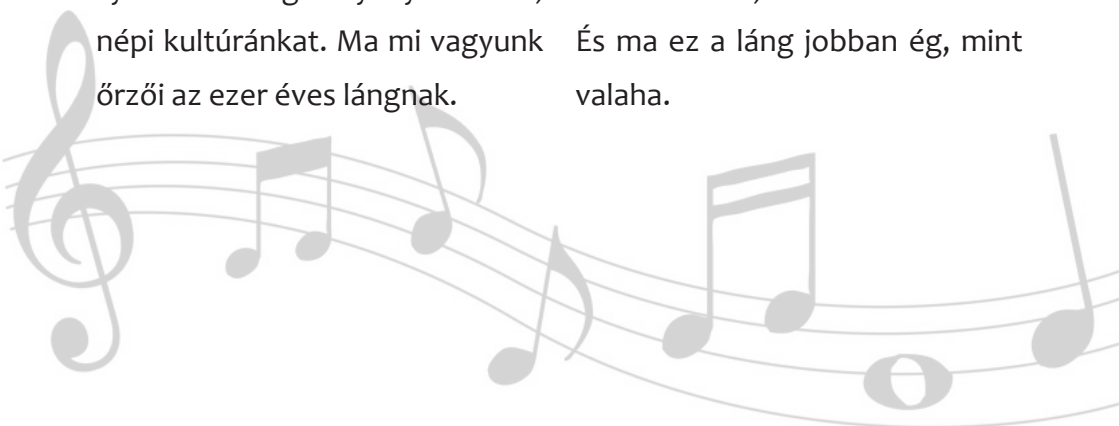 népi kultúránkat. Ma mi vagyunk
őrzői az ezer éves lángnak.
És ma ez a láng jobban ég, mint
valaha.